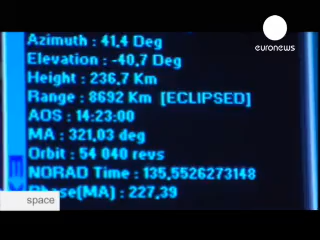 Azimuth : 41,4 Deg
Elevation : -40,7 Deg
Height : 236,7 Km
Range : 8692 Km [ECLIPSED]
AOS : 14:23:00
MA : 321,03 deg
Orbit : 54 040 revs
NORAD Time : 135,5526273148
Phase(MA) : 227,39
euronews
space